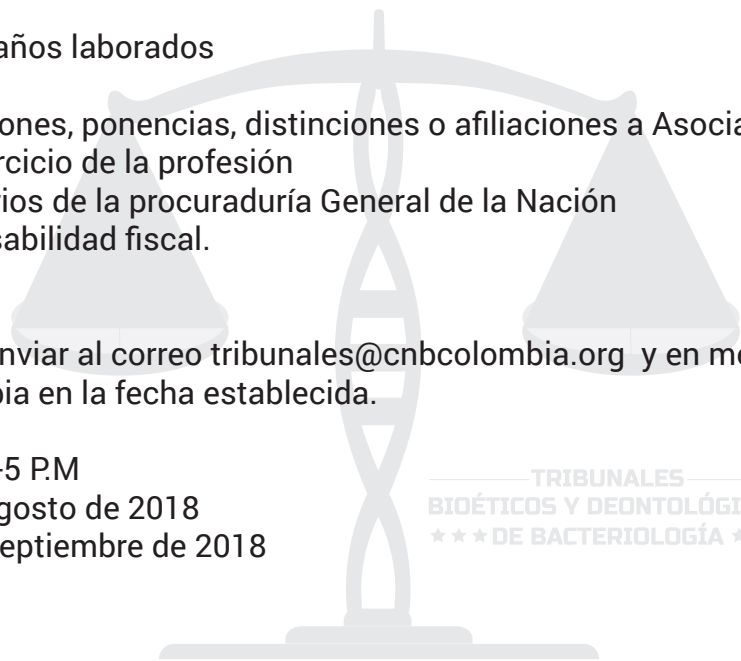 años laborados
ones, ponencias, distinciones o afiliaciones a Asocia
rcicio de la profesión
rios de la procuraduría General de la Nación
sabilidad fiscal.
nviar al correo tribunales@cnbcolombia.org y en me
bia en la fecha establecida.
-5 P.M
gosto de 2018
eptiembre de 2018
TRIBUNALES
BIOÉTICOS Y DEONTOLÓGI
★★★ DE BACTERIOLOGÍA ★